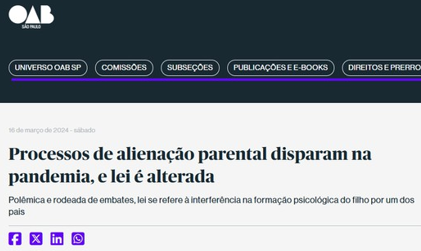 OAB
SÃO PAULO
UNIVERSO OAB SP
COMISSÕES
SUBSEÇÕES
PUBLICAÇÕES E E-BOOKS
DIREITOS E PRERRO
16 de março de 2024 - sábado
Processos de alienação parental disparam na
pandemia, e lei é alterada
Polêmica e rodeada de embates, lei se refere à interferência na formação psicológica do filho por um dos
pais